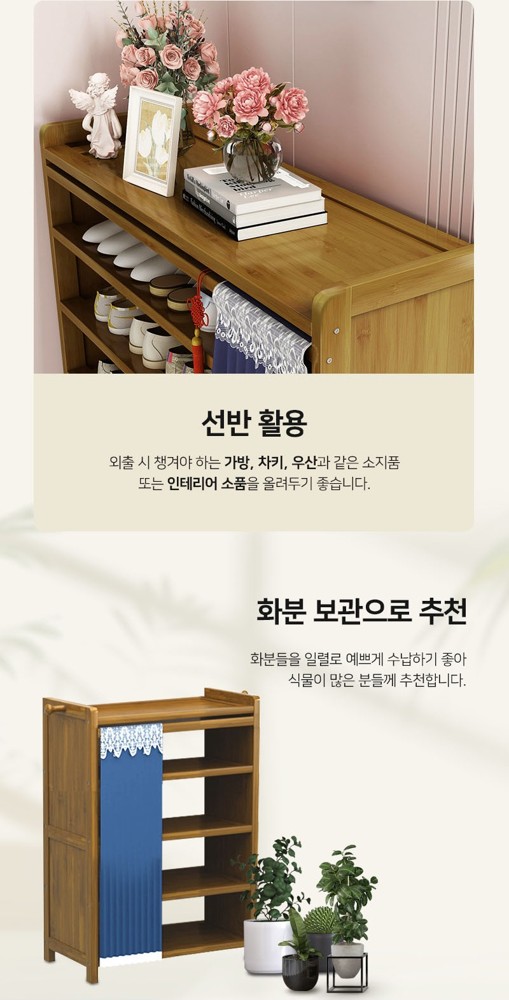 선반 활용
외출 시 챙겨야 하는 가방, 차키, 우산과 같은 소지품
또는 인테리어 소품을 올려두기 좋습니다.
화분 보관으로 추천
화분들을 일렬로 예쁘게 수납하기 좋아
식물이 많은 분들께 추천합니다.